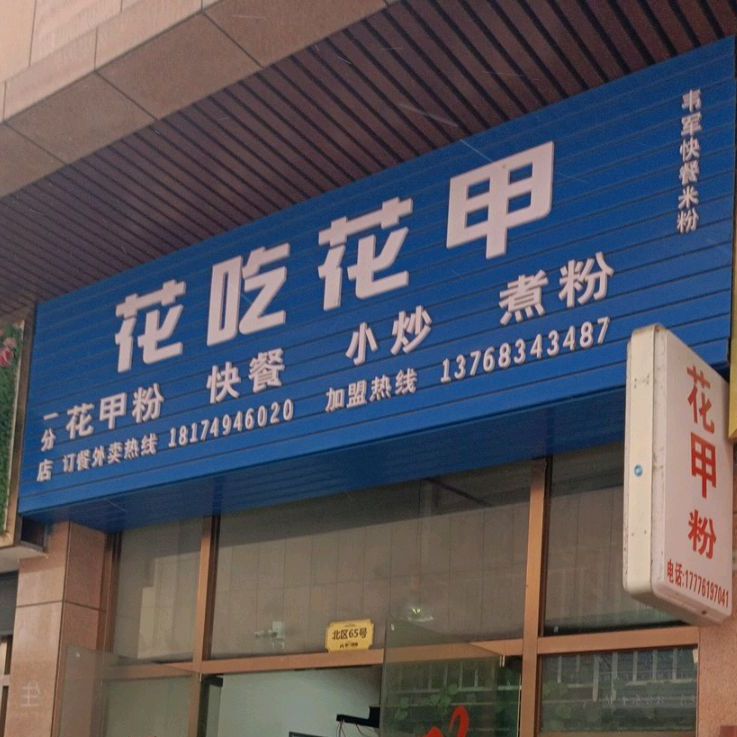 韦军快餐米粉
花吃花甲
花甲粉 快餐 小炒 煮粉
一分店
订餐外卖热线 18174946020 加盟热线 13768343487
花甲粉
电话:17776197041
北区65号